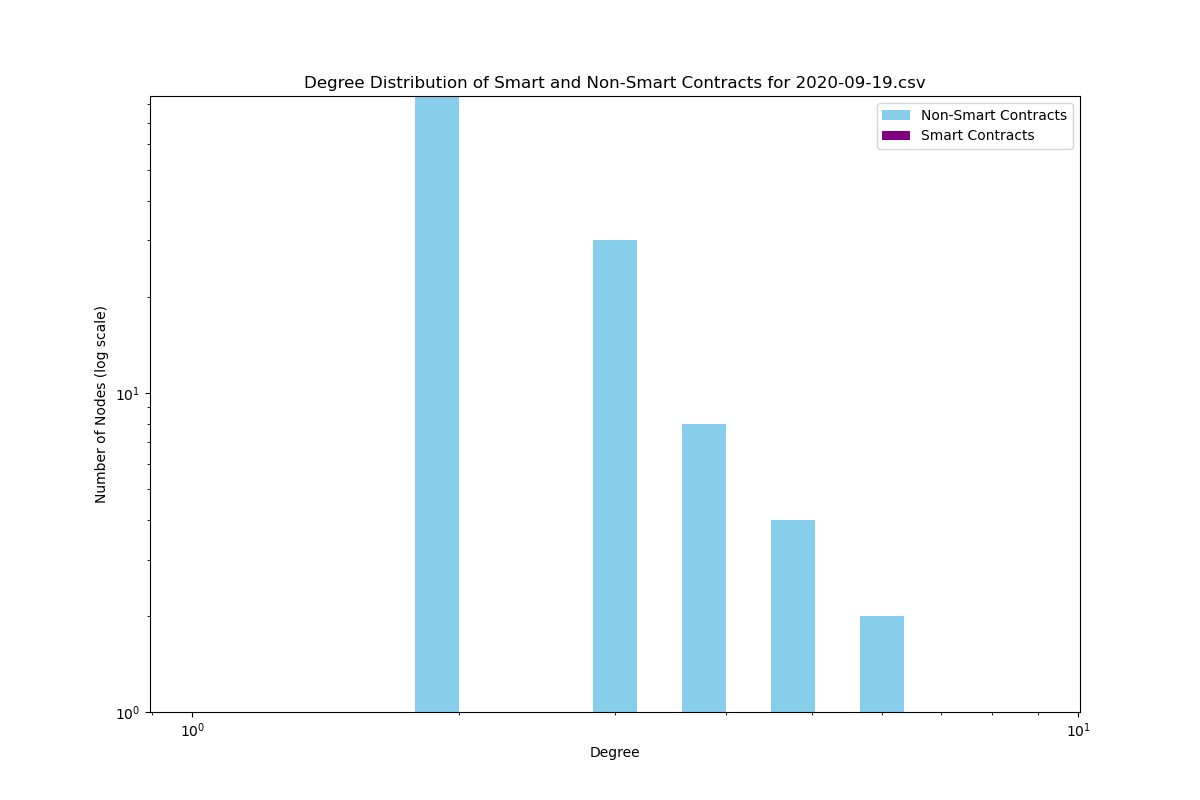 Degree Distribution of Smart and Non-Smart Contracts for 2020-09-19.csv
Non-Smart Contracts
Smart Contracts
Number of Nodes (log scale)
10¹
10⁰
10⁰
10¹
Degree